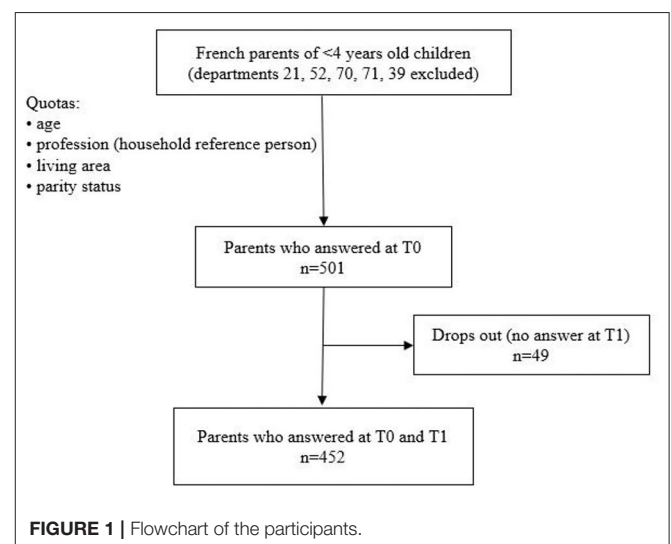 French parents of <4 years old children
(departments 21, 52, 70, 71, 39 excluded)
Quotas:
• age
• profession (household reference person)
• living area
• parity status
Parents who answered at T0
n=501
Drops out (no answer at T1)
n=49
Parents who answered at T0 and T1
n=452
FIGURE 1 | Flowchart of the participants.